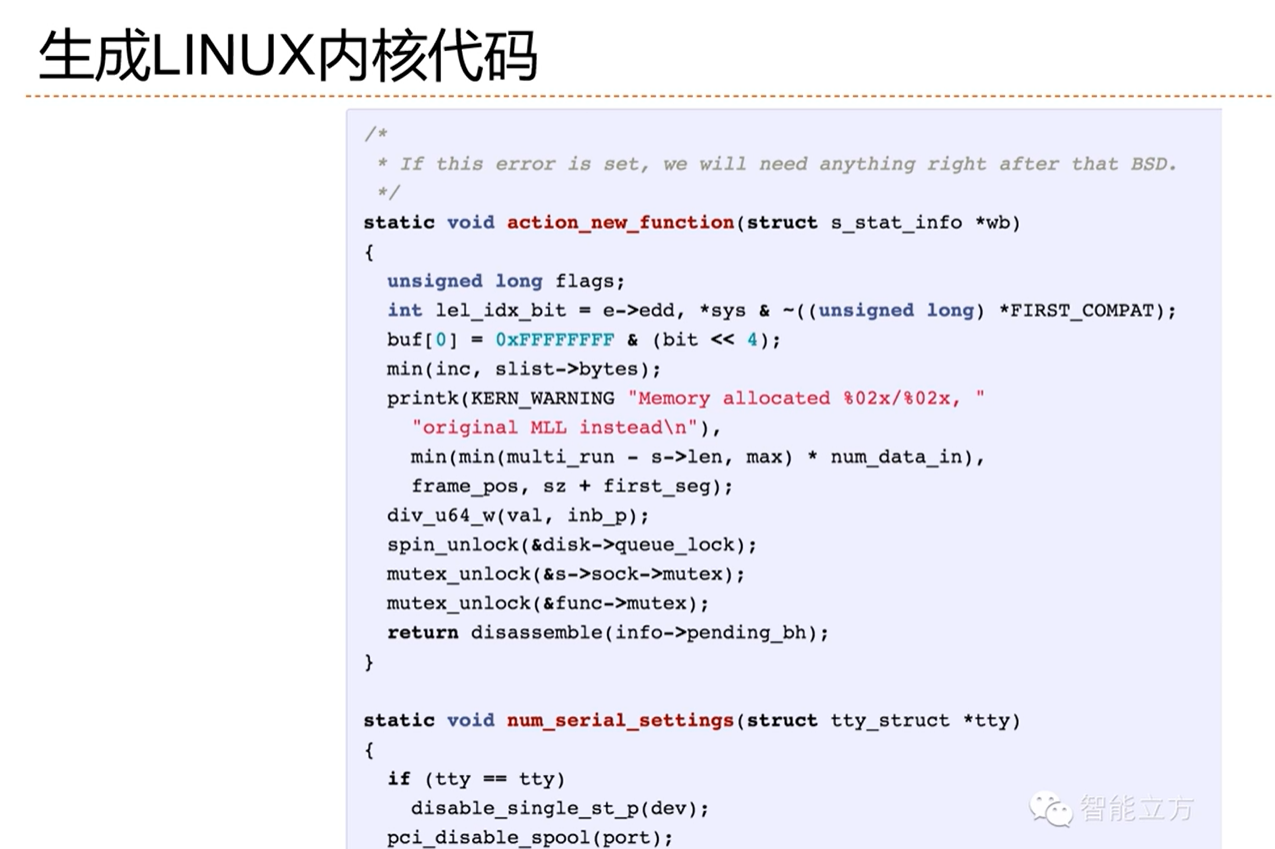 生成LINUX内核代码
/*
 * If this error is set, we will need anything right after that BSD.
 */
static void action_new_function(struct s_stat_info *wb)
{
  unsigned long flags;
  int lel_idx_bit = e->edd, *sys & ~((unsigned long) *FIRST_COMPAT);
  buf[0] = 0xFFFFFFFF & (bit << 4);
  min(inc, slist->bytes);
  printk(KERN_WARNING "Memory allocated %02x/%02x, "
    "original MLL instead\n"),
    min(min(multi_run - s->len, max) * num_data_in),
    frame_pos, sz + first_seg);
  div_u64_w(val, inb_p);
  spin_unlock(&disk->queue_lock);
  mutex_unlock(&s->sock->mutex);
  mutex_unlock(&func->mutex);
  return disassemble(info->pending_bh);
}
static void num_serial_settings(struct tty_struct *tty)
{
  if (tty == tty)
    disable_single_st_p(dev);
  pci_disable_spool(port);
智能立方